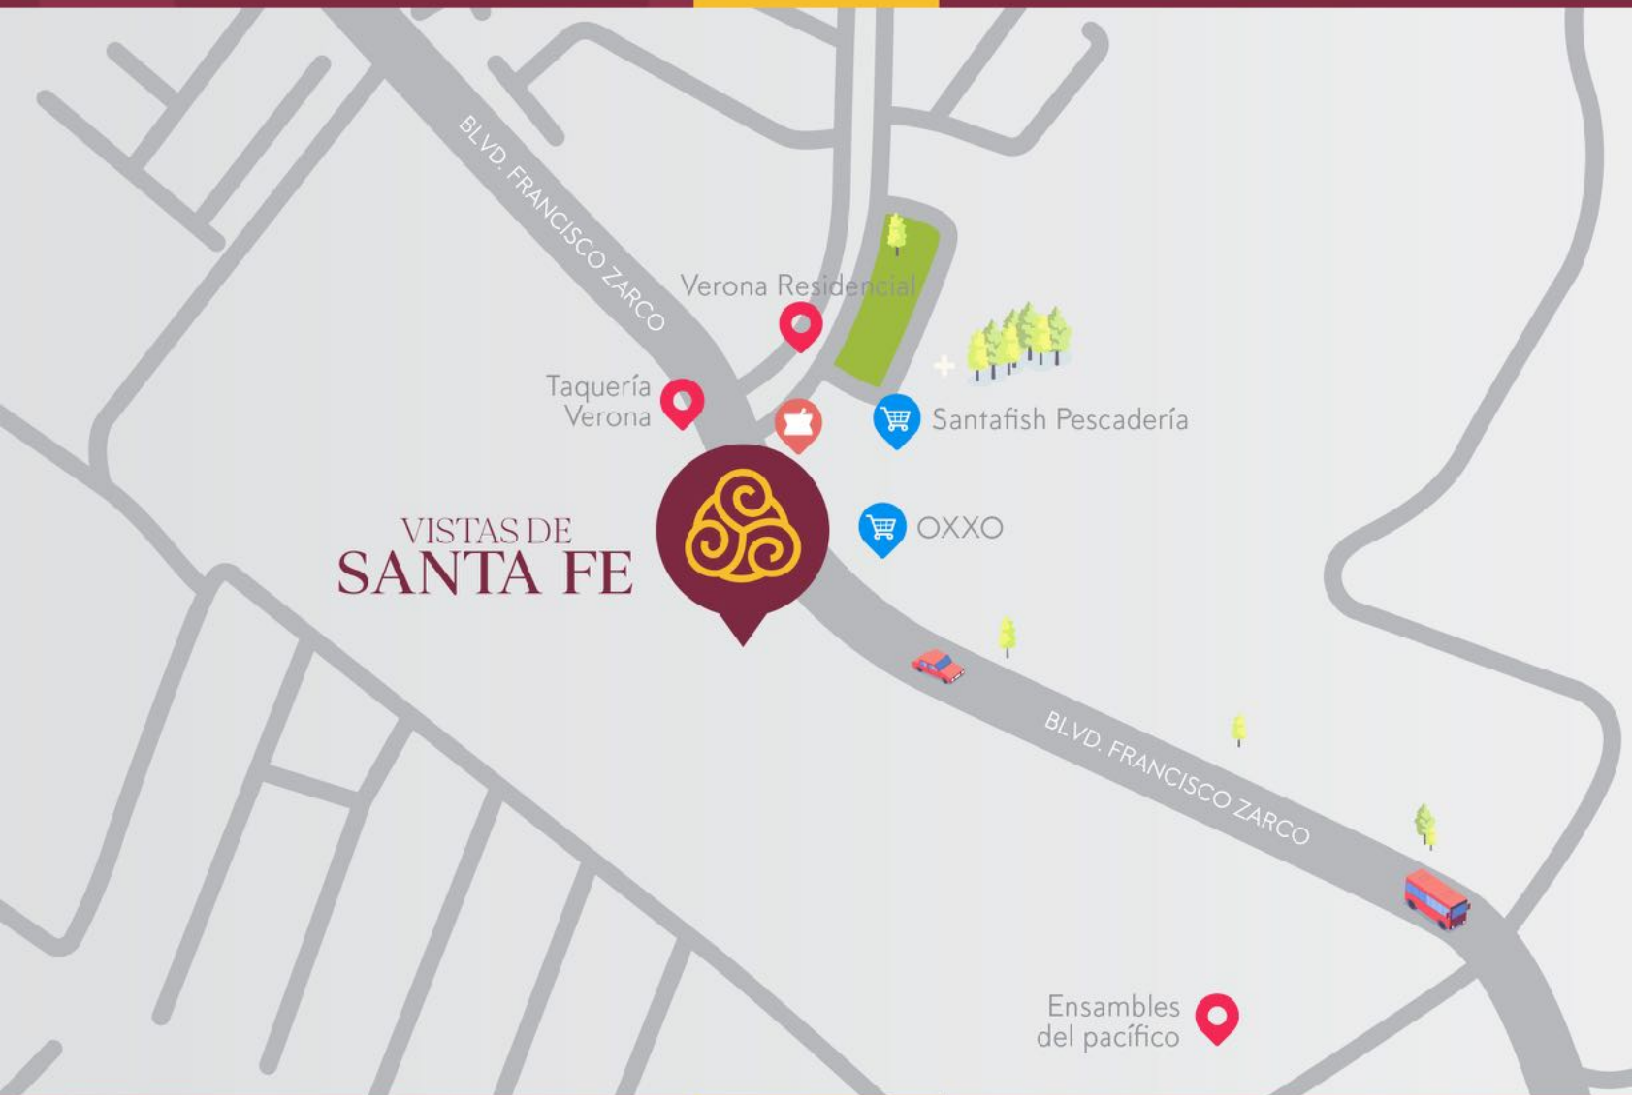 BLVD. FRANCISCO ZARCO
Verona Residencial
Taquería
Verona
Santafish Pescadería
VISTAS DE
SANTA FE
OXXO
BLVD. FRANCISCO ZARCO
Ensambles
del pacífico